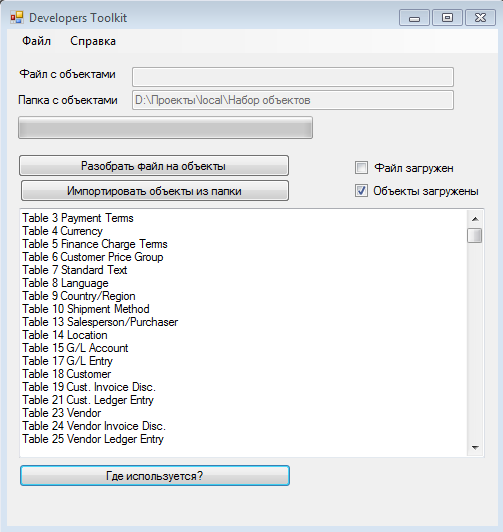 Developers Toolkit
Файл Справка
Файл с объектами
Папка с объектами D:\Проекты\local\Набор объектов
Разобрать файл на объекты Файл загружен
Импортировать объекты из папки Объекты загружены
Table 3 Payment Terms
Table 4 Currency
Table 5 Finance Charge Terms
Table 6 Customer Price Group
Table 7 Standard Text
Table 8 Language
Table 9 Country/Region
Table 10 Shipment Method
Table 13 Salesperson/Purchaser
Table 14 Location
Table 15 G/L Account
Table 17 G/L Entry
Table 18 Customer
Table 19 Cust. Invoice Disc.
Table 21 Cust. Ledger Entry
Table 23 Vendor
Table 24 Vendor Invoice Disc.
Table 25 Vendor Ledger Entry
Где используется?